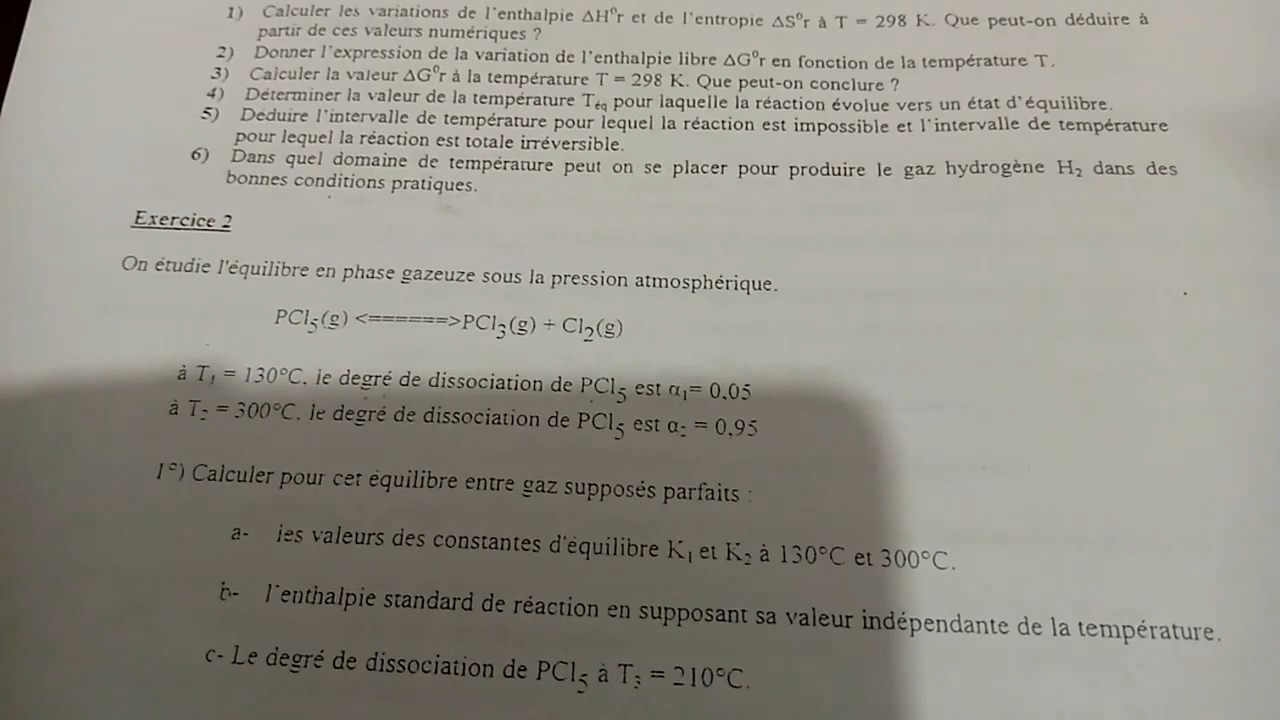 1) Calculer les variations de l'enthalpie ΔH°r et de l'entropie ΔS°r à T = 298 K. Que peut-on déduire à
partir de ces valeurs numériques ?
2) Donner l'expression de la variation de l'enthalpie libre ΔG°r en fonction de la température T.
3) Calculer la valeur ΔG°r à la température T = 298 K. Que peut-on conclure ?
4) Déterminer la valeur de la température Téq pour laquelle la réaction évolue vers un état d'équilibre.
5) Déduire l'intervalle de température pour lequel la réaction est impossible et l'intervalle de température
pour lequel la réaction est totale irréversible.
6) Dans quel domaine de température peut on se placer pour produire le gaz hydrogène H₂ dans des
bonnes conditions pratiques.
Exercice 2
On étudie l'équilibre en phase gazeuze sous la pression atmosphérique.
PCl₅(g) <======>PCl₃(g) + Cl₂(g)
à T₁ = 130°C. le degré de dissociation de PCl₅ est α₁= 0,05
à T₂ = 300°C. le degré de dissociation de PCl₅ est α₂ = 0,95
1°) Calculer pour cet équilibre entre gaz supposés parfaits :
a- les valeurs des constantes d'équilibre K₁ et K₂ à 130°C et 300°C.
b- l'enthalpie standard de réaction en supposant sa valeur indépendante de la température.
c- Le degré de dissociation de PCl₅ à T₃ = 210°C.